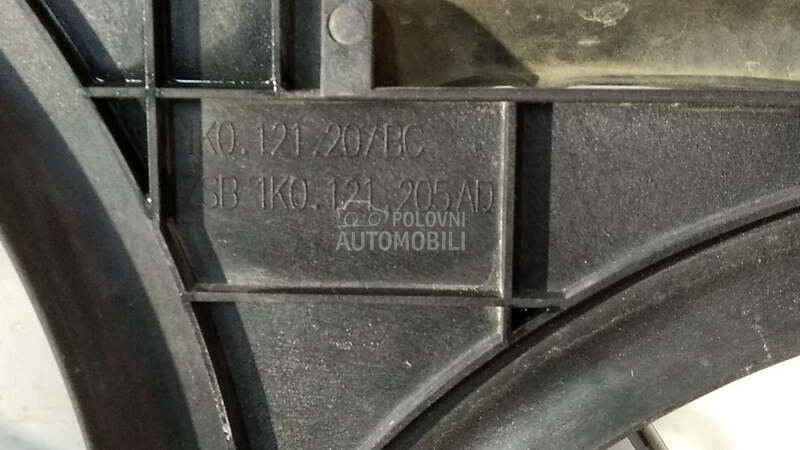 1K0.121.207BC
ZSB 1K0.121.205AD
POLOVNI
AUTOMOBILI